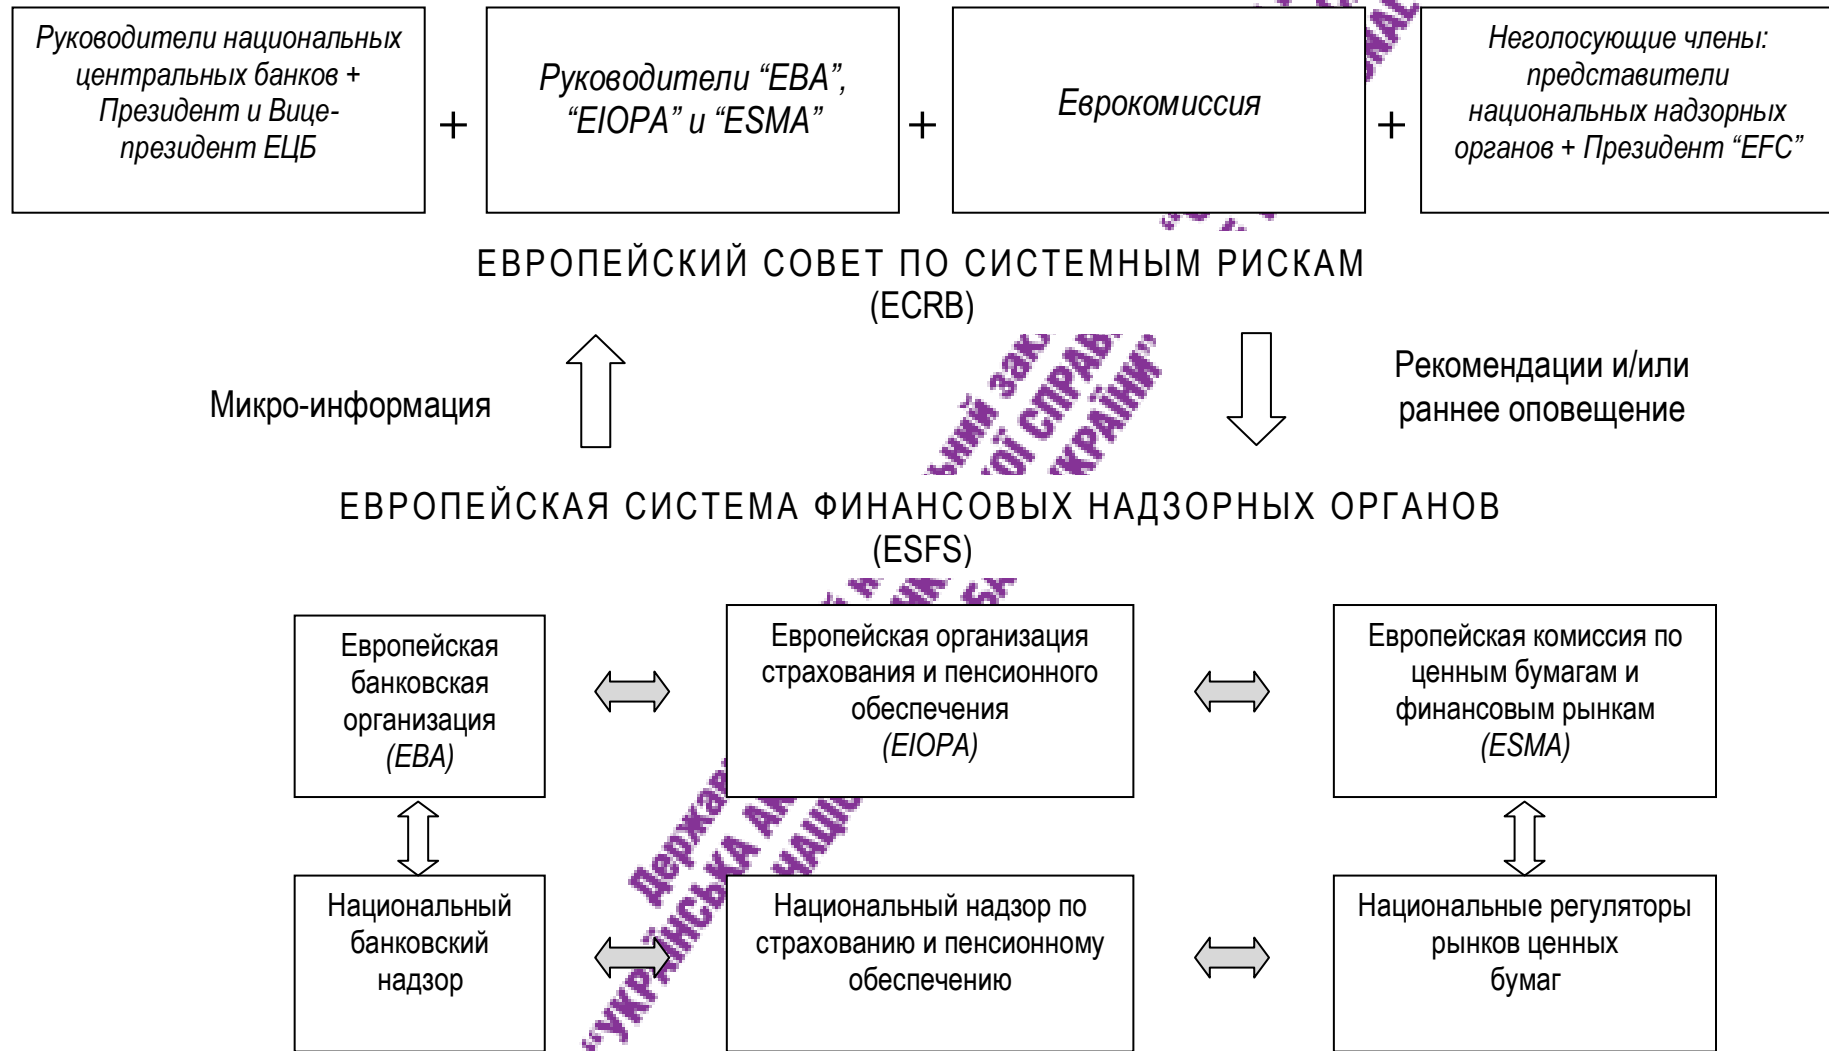 Руководители национальных
центральных банков +
Президент и Вице-
президент ЕЦБ
+
Руководители “EBA”,
“EIOPA” и “ESMA”
+
Еврокомиссия
+
Неголосующие члены:
представители
национальных надзорных
органов + Президент “EFC”
ЕВРОПЕЙСКИЙ СОВЕТ ПО СИСТЕМНЫМ РИСКАМ
(ECRB)
Микро-информация
Рекомендации и/или
раннее оповещение
ЕВРОПЕЙСКАЯ СИСТЕМА ФИНАНСОВЫХ НАДЗОРНЫХ ОРГАНОВ
(ESFS)
Европейская
банковская
организация
(EBA)
Европейская организация
страхования и пенсионного
обеспечения
(EIOPA)
Европейская комиссия по
ценным бумагам и
финансовым рынкам
(ESMA)
Национальный
банковский
надзор
Национальный надзор по
страхованию и пенсионному
обеспечению
Национальные регуляторы
рынков ценных
бумаг